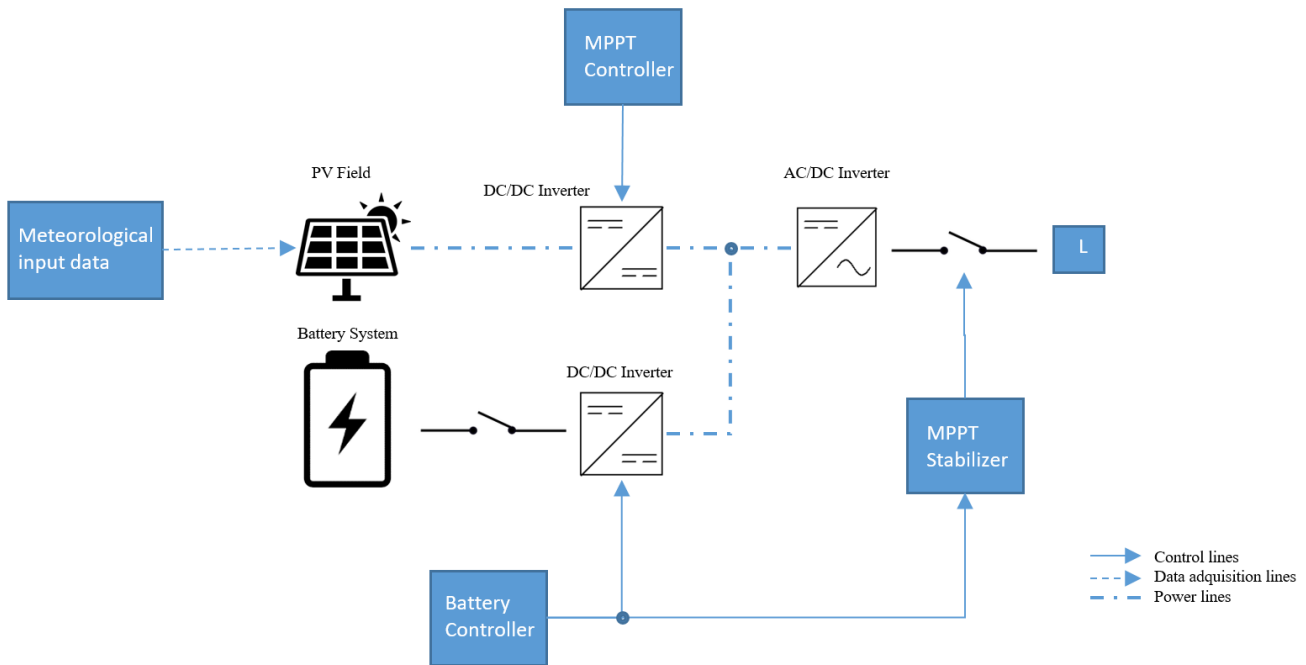 MPPT
Controller
PV Field
DC/DC Inverter
AC/DC Inverter
Meteorological
input data
L
Battery System
DC/DC Inverter
MPPT
Stabilizer
Battery
Controller
Control lines
Data adquisition lines
Power lines